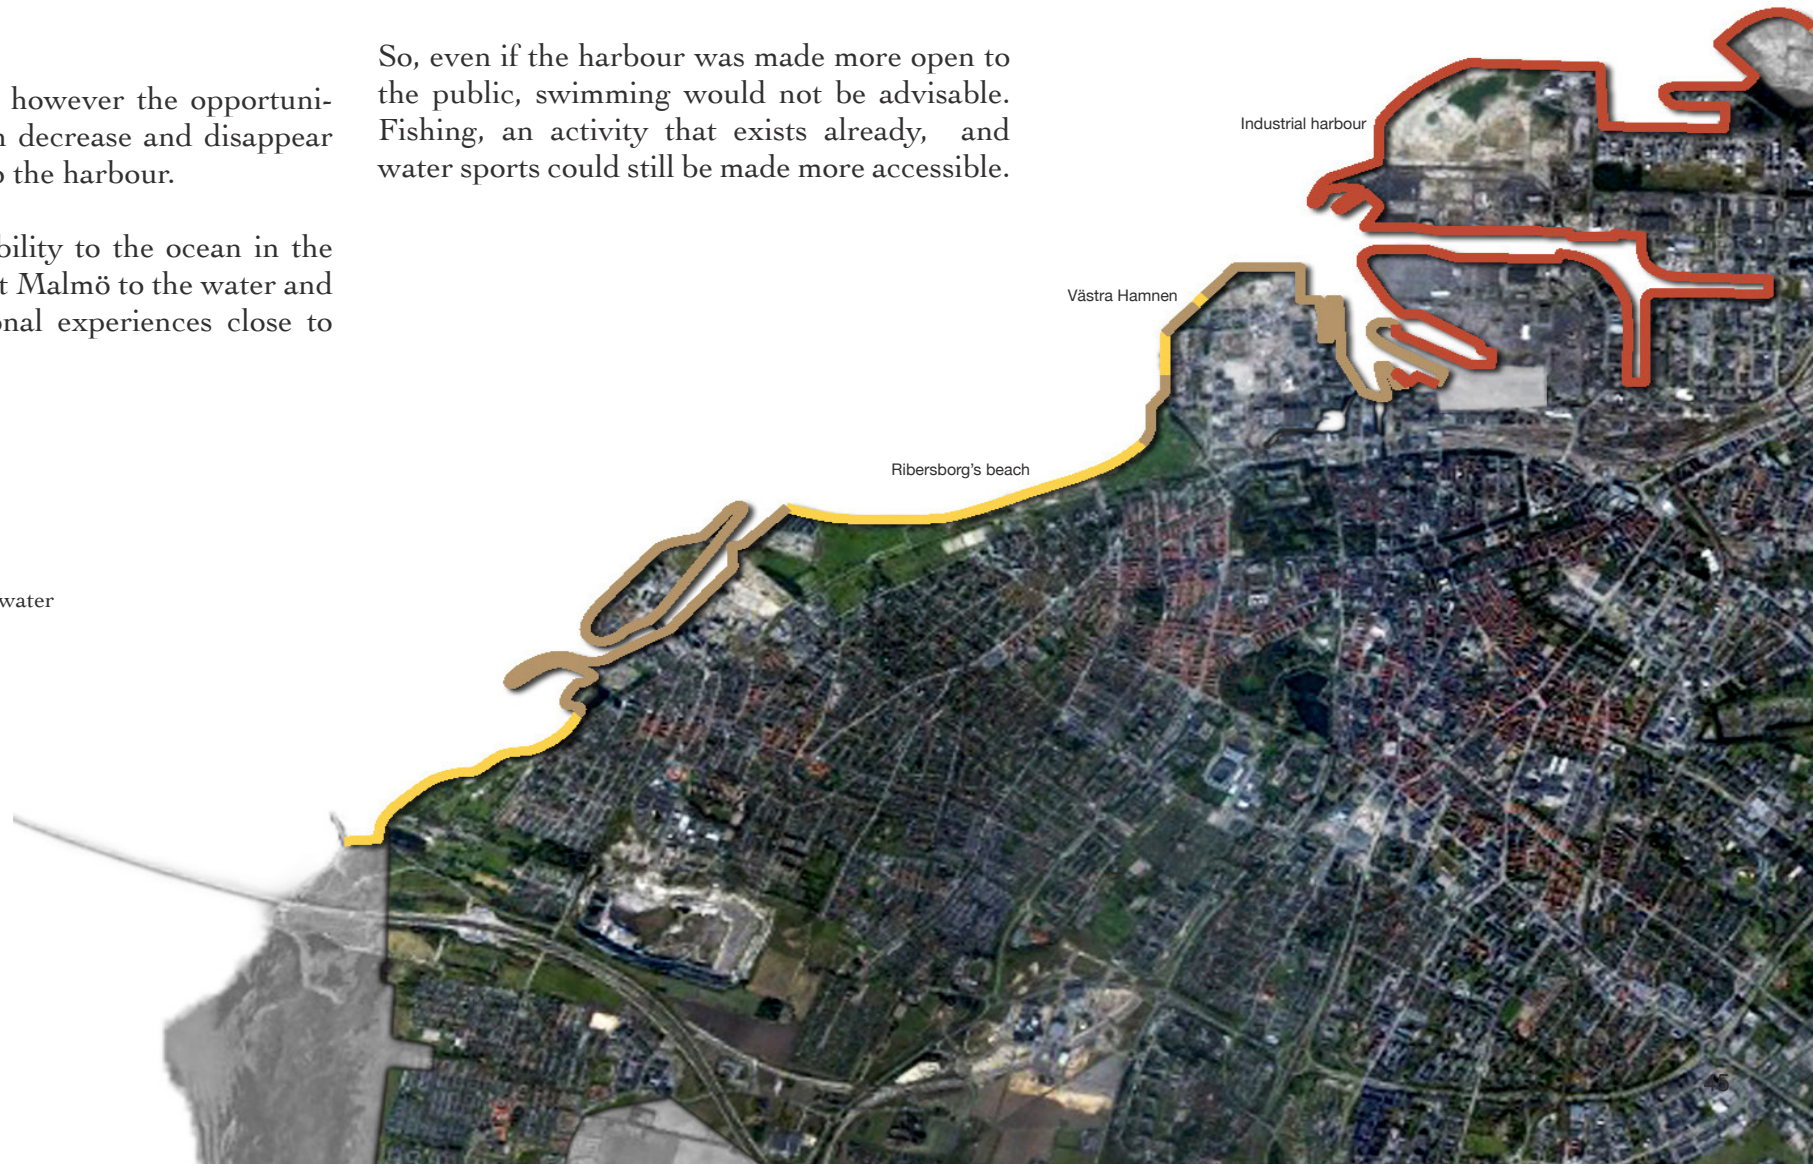 however the opportuni-
decrease and disappear
the harbour.
to the ocean in the
Malmö to the water and
experiences close to
water
So, even if the harbour was made more open to
the public, swimming would not be advisable.
Fishing, an activity that exists already, and
water sports could still be made more accessible.
Industrial harbour
Västra Hamnen
Ribersborg's beach
45